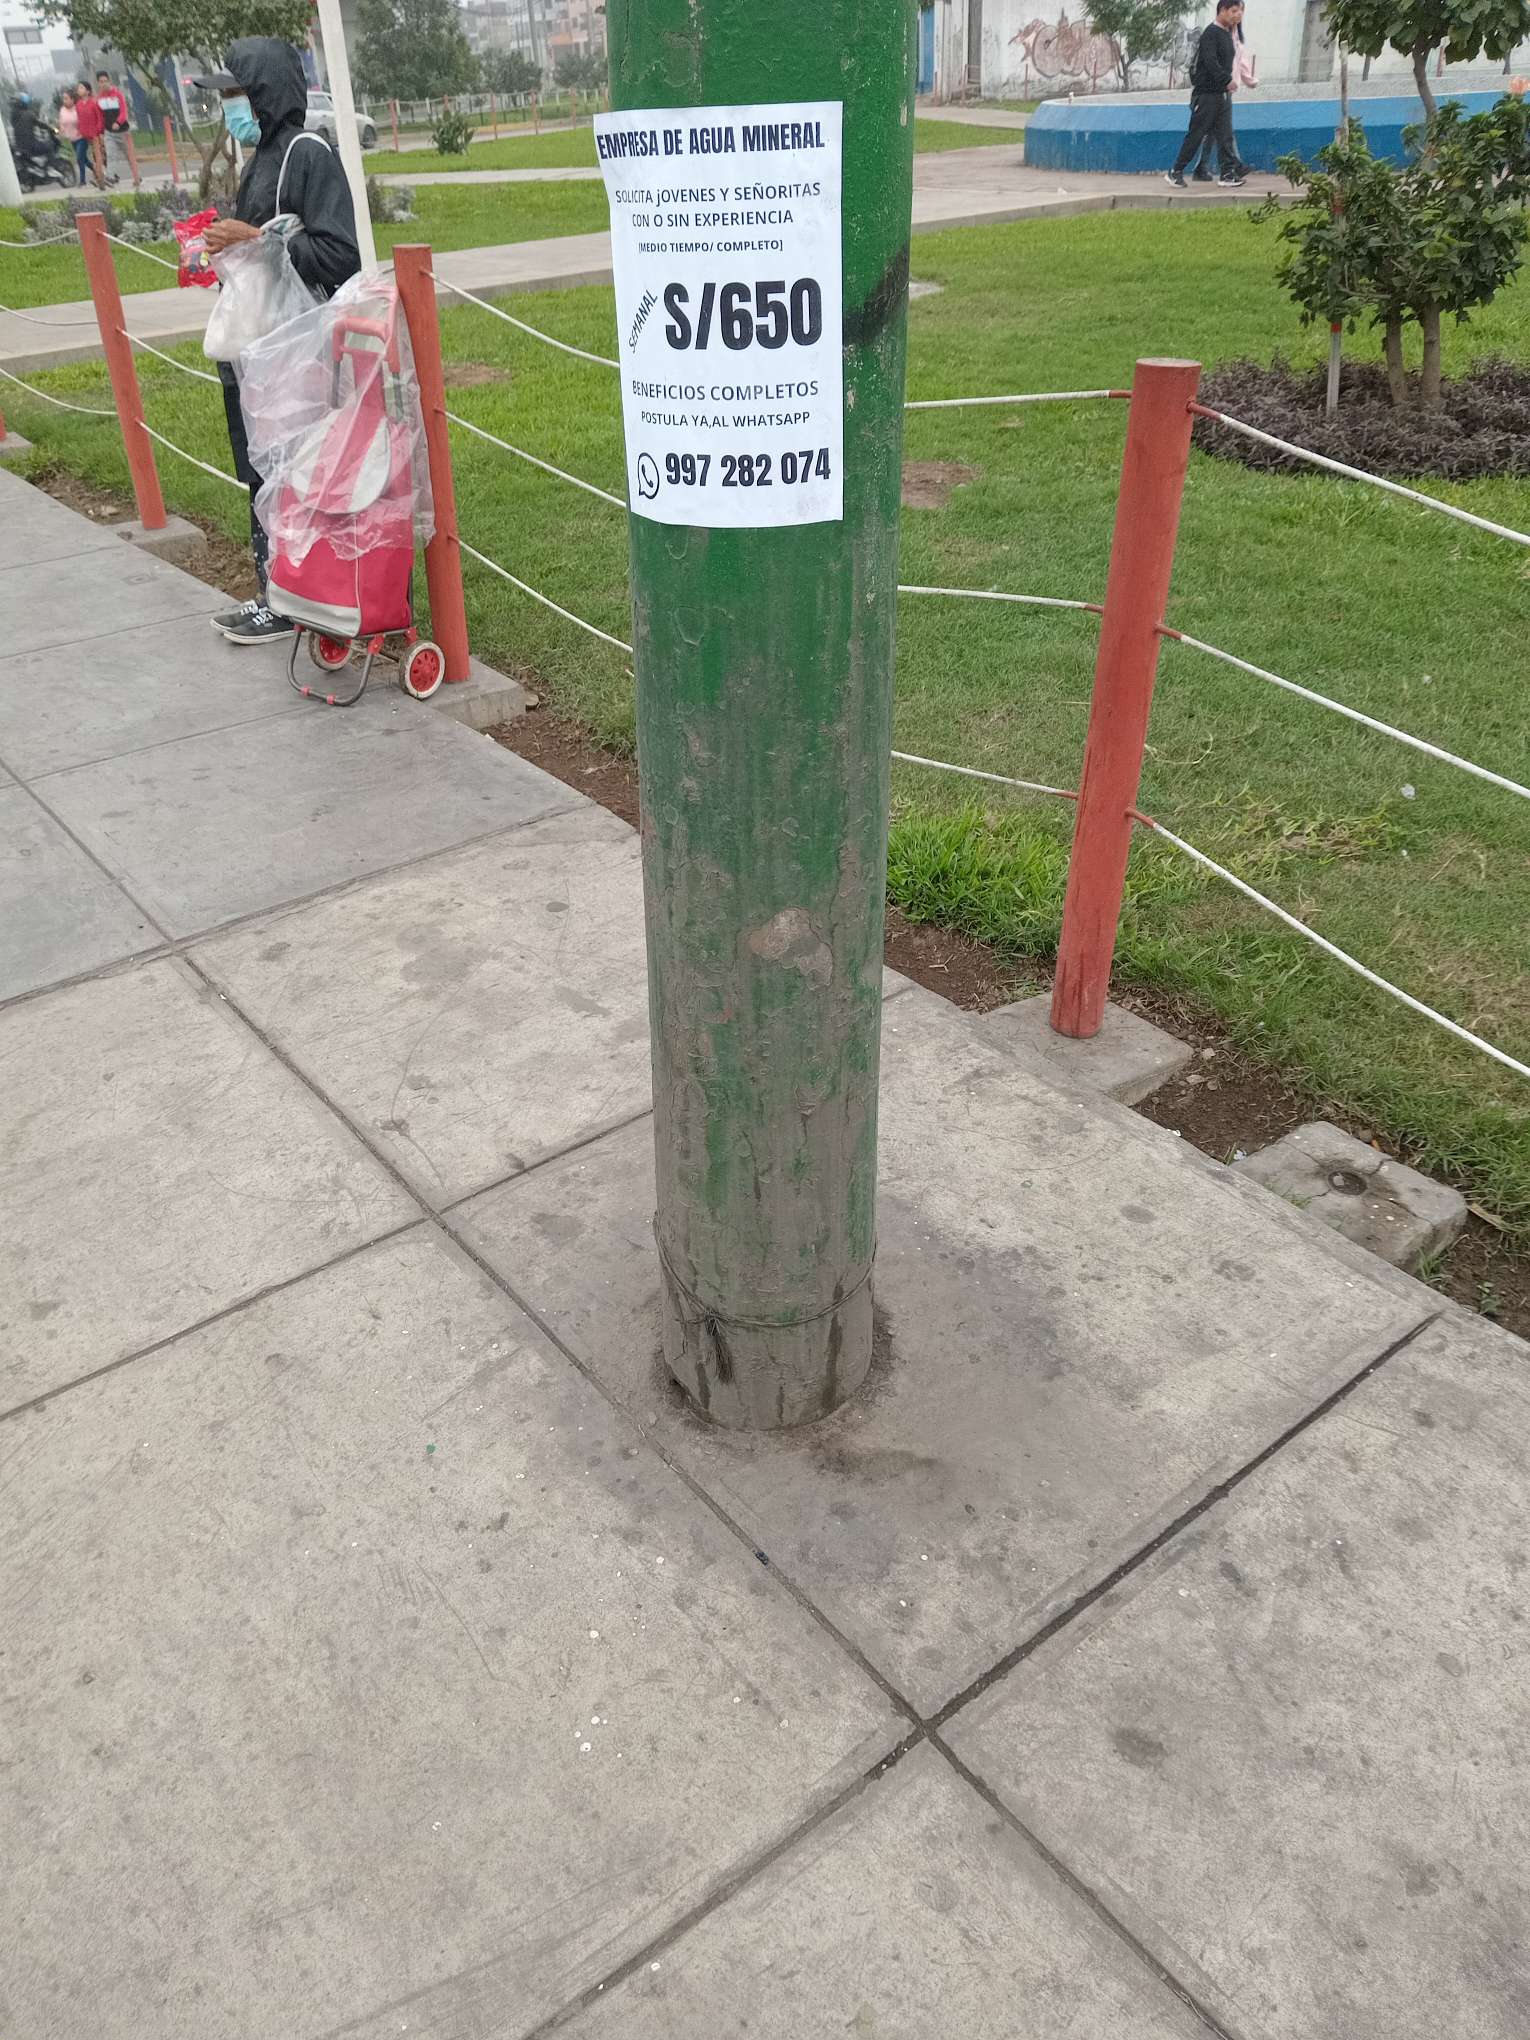 EMPRESA DE AGUA MINERAL
SOLICITA jOVENES Y SEÑORITAS
CON O SIN EXPERIENCIA
[MEDIO TIEMPO/ COMPLETO]
SEMANAL S/650
BENEFICIOS COMPLETOS
POSTULA YA,AL WHATSAPP
997 282 074